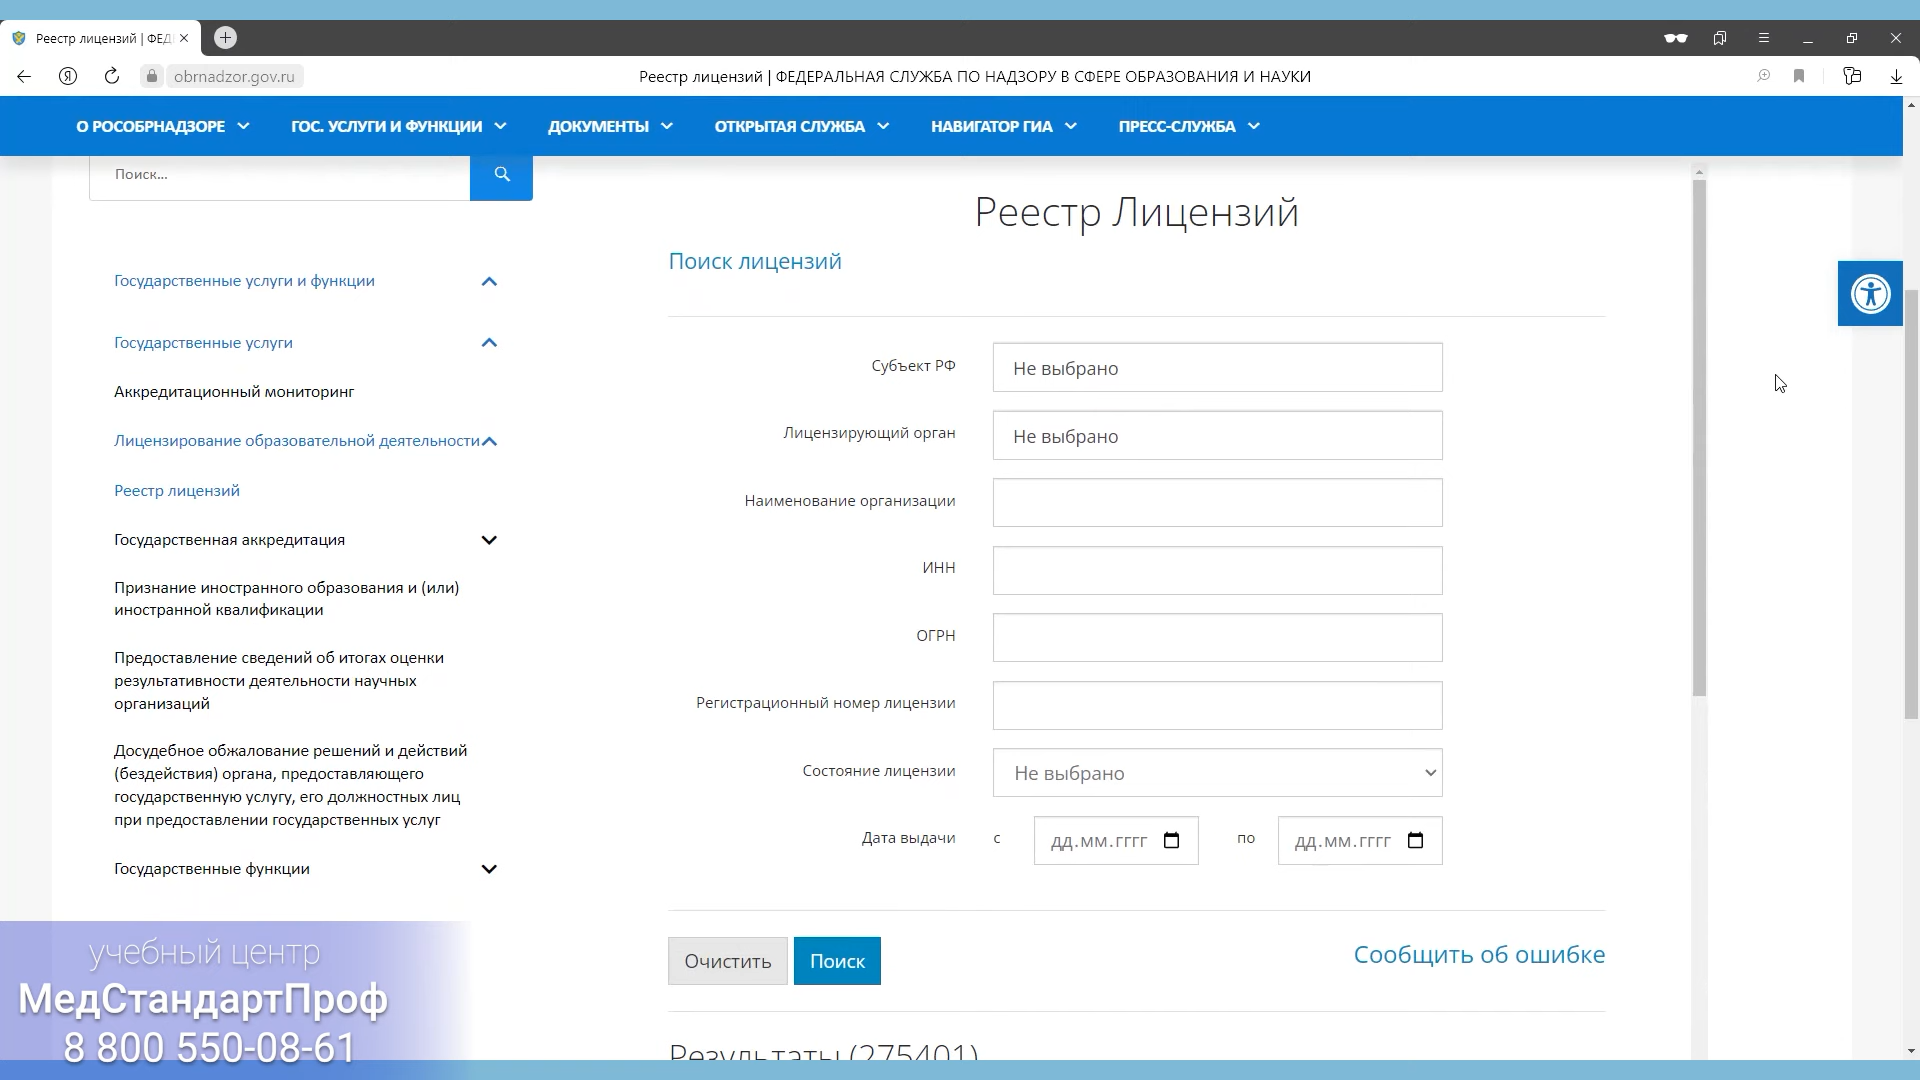 Реестр лицензий | ФЕД
obrnadzor.gov.ru
Реестр лицензий | ФЕДЕРАЛЬНАЯ СЛУЖБА ПО НАДЗОРУ В СФЕРЕ ОБРАЗОВАНИЯ И НАУКИ
О РОСОБРНАДЗОРЕ
ГОС. УСЛУГИ И ФУНКЦИИ
ДОКУМЕНТЫ
ОТКРЫТАЯ СЛУЖБА
НАВИГАТОР ГИА
ПРЕСС-СЛУЖБА
Поиск...
Государственные услуги и функции
Государственные услуги
Аккредитационный мониторинг
Лицензирование образовательной деятельности
Реестр лицензий
Государственная аккредитация
Признание иностранного образования и (или)
иностранной квалификации
Предоставление сведений об итогах оценки
результативности деятельности научных
организаций
Досудебное обжалование решений и действий
(бездействия) органа, предоставляющего
государственную услугу, его должностных лиц
при предоставлении государственных услуг
Государственные функции
Реестр Лицензий
Поиск лицензий
Субъект РФ
Не выбрано
Лицензирующий орган
Не выбрано
Наименование организации
ИНН
ОГРН
Регистрационный номер лицензии
Состояние лицензии
Не выбрано
Дата выдачи
с
дд.мм.гггг
по
дд.мм.гггг
Очистить
Поиск
Сообщить об ошибке
Результаты (275401)
учебный центр
МедСтандартПроф
8 800 550-08-61